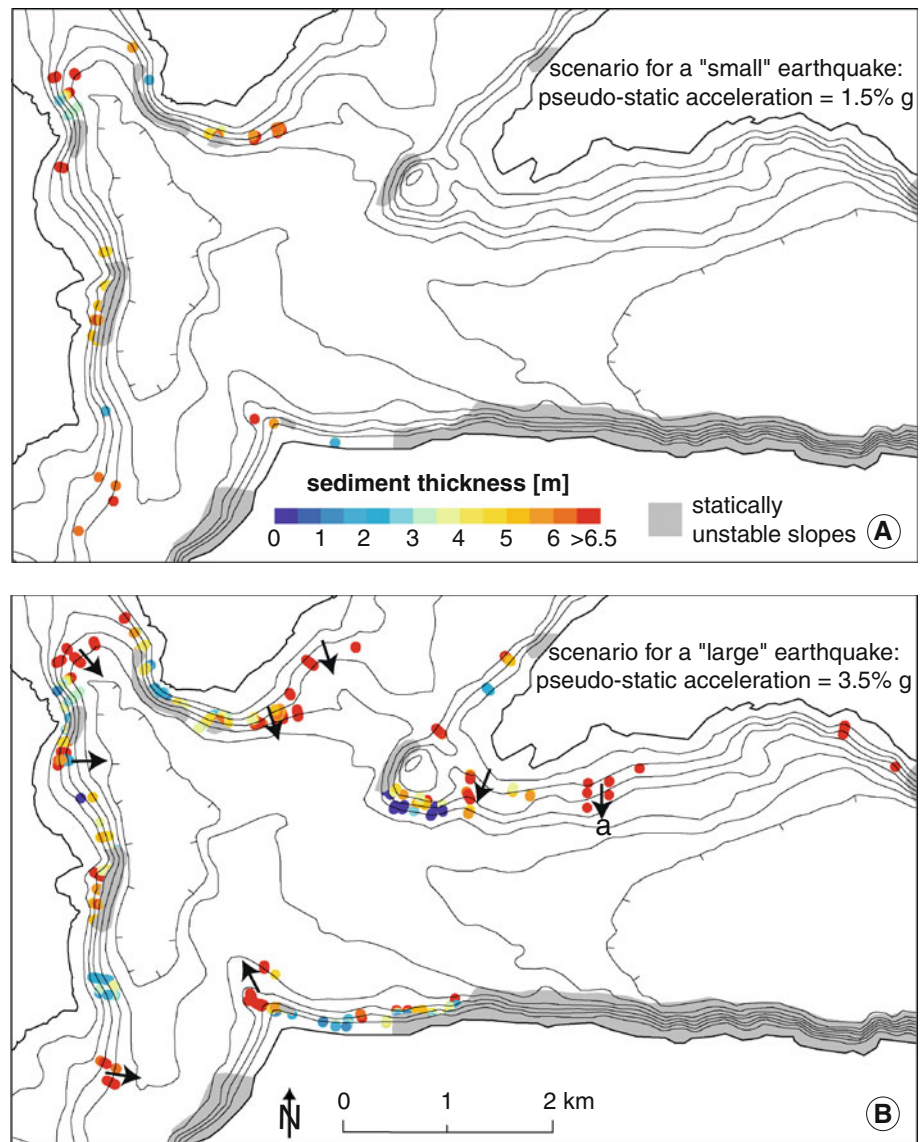 scenario for a "small" earthquake:
pseudo-static acceleration = 1.5% g
sediment thickness [m]
0 1 2 3 4 5 6 >6.5
statically
unstable slopes
A
scenario for a "large" earthquake:
pseudo-static acceleration = 3.5% g
a
N
0 1 2 km
B